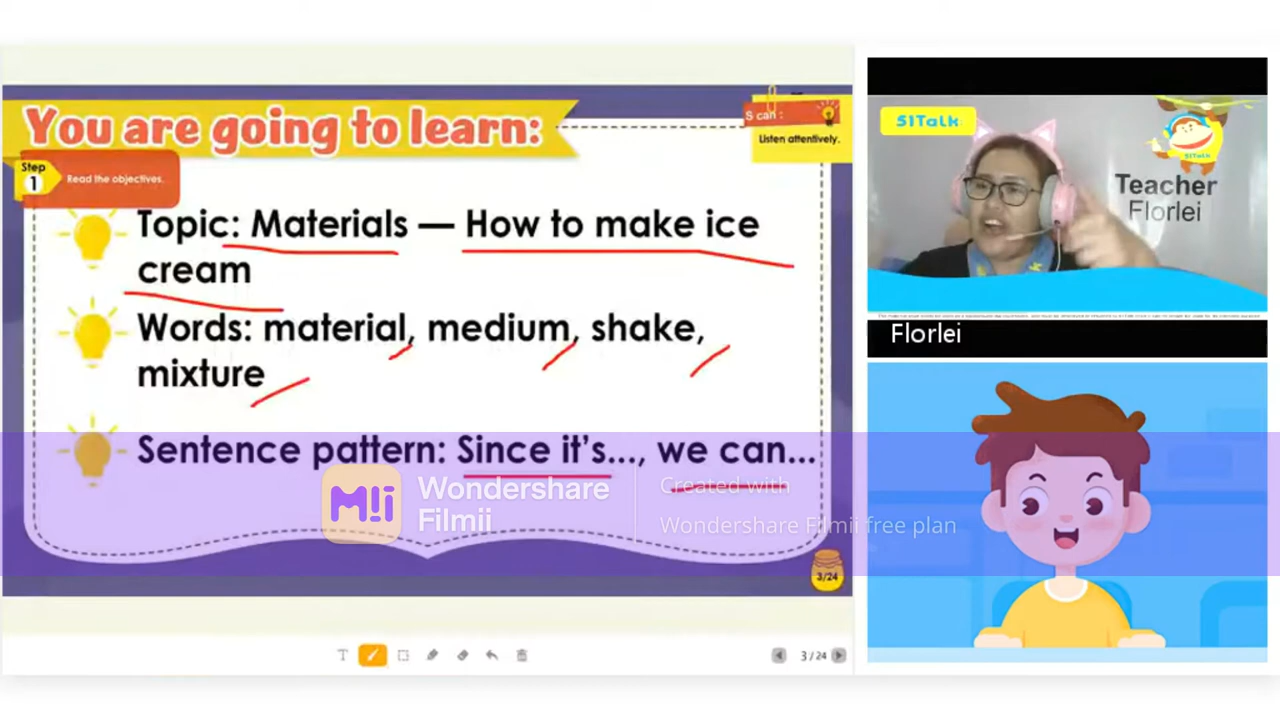 You are going to learn:
S can :
Listen attentively.
Step
1
Read the objectives.
Topic: Materials — How to make ice
cream
Words: material, medium, shake,
mixture
Sentence pattern: Since it's..., we can...
Wondershare
Filmii
Created with
Wondershare Filmii free plan
3/24
T
3 / 24
51Talk
51Talk
Teacher
Florlei
Florlei